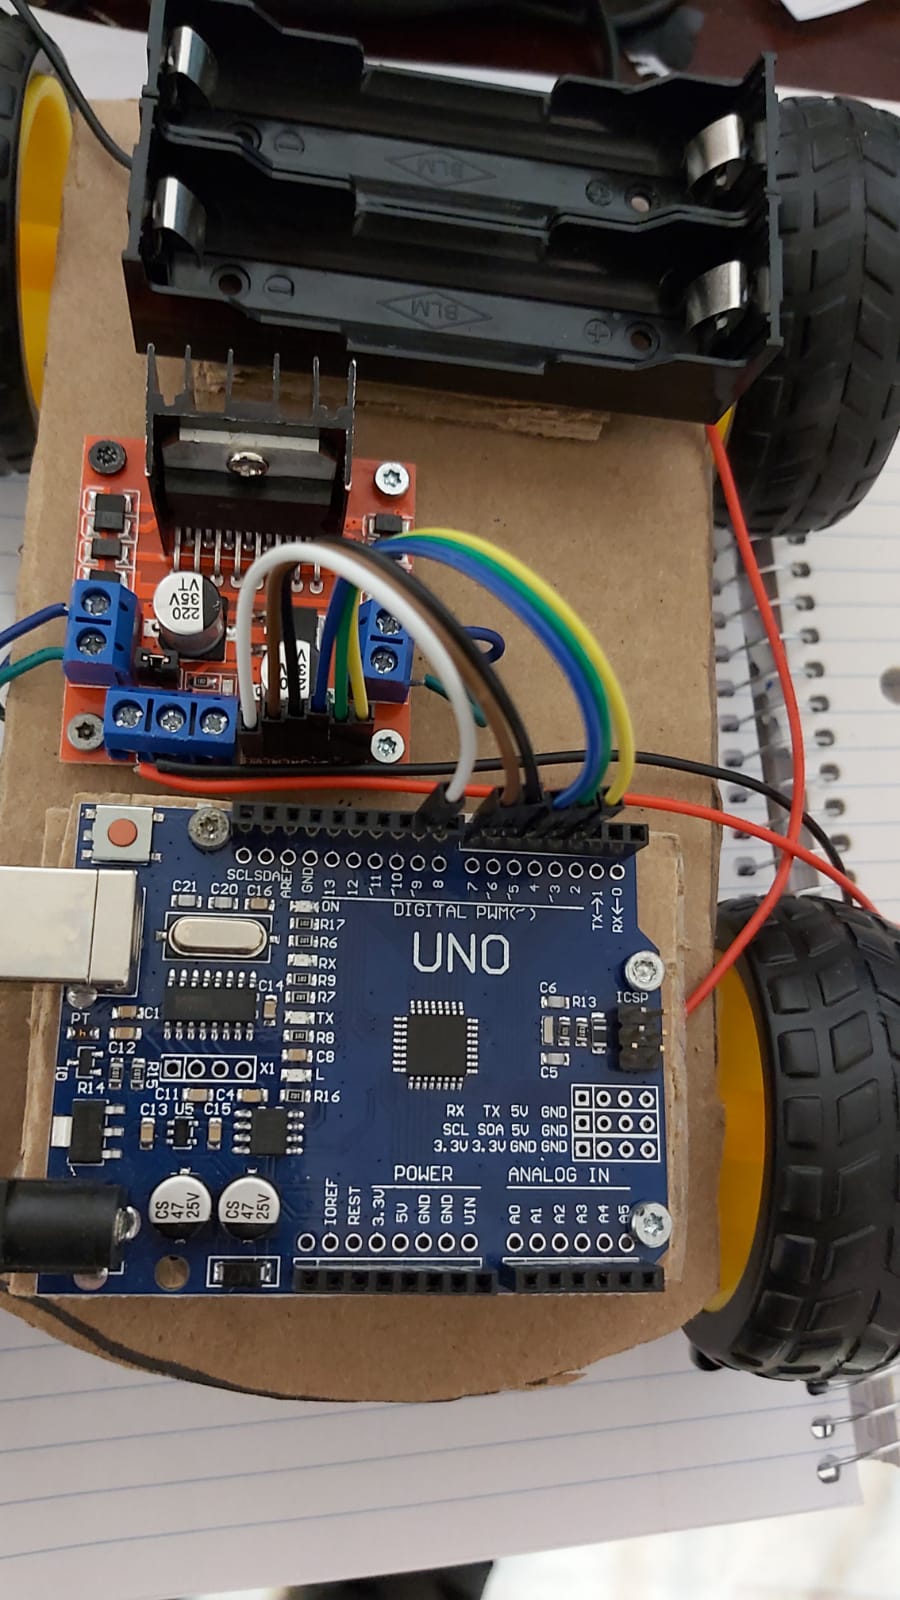 BLM
BLM
220
35V
VT
SCL
SDA
AREF
GND
13
12
~11
~10
~9
8
7
~6
~5
4
~3
2
TX→1
RX←0
DIGITAL PWM(~)
UNO
C21
C20
C16
ON
R17
R6
RX
R9
R7
TX
R8
C8
L
R16
C14
PT
C1
C12
R14
R15
X1
C11
C4
C13
U5
C15
C6
R13
ICSP
C5
RX TX 5V GND
SCL SDA 5V GND
3.3V 3.3V GND GND
POWER
ANALOG IN
IOREF
REST
3.3V
5V
GND
GND
VIN
A0
A1
A2
A3
A4
A5
CS
47
25V
CS
47
25V